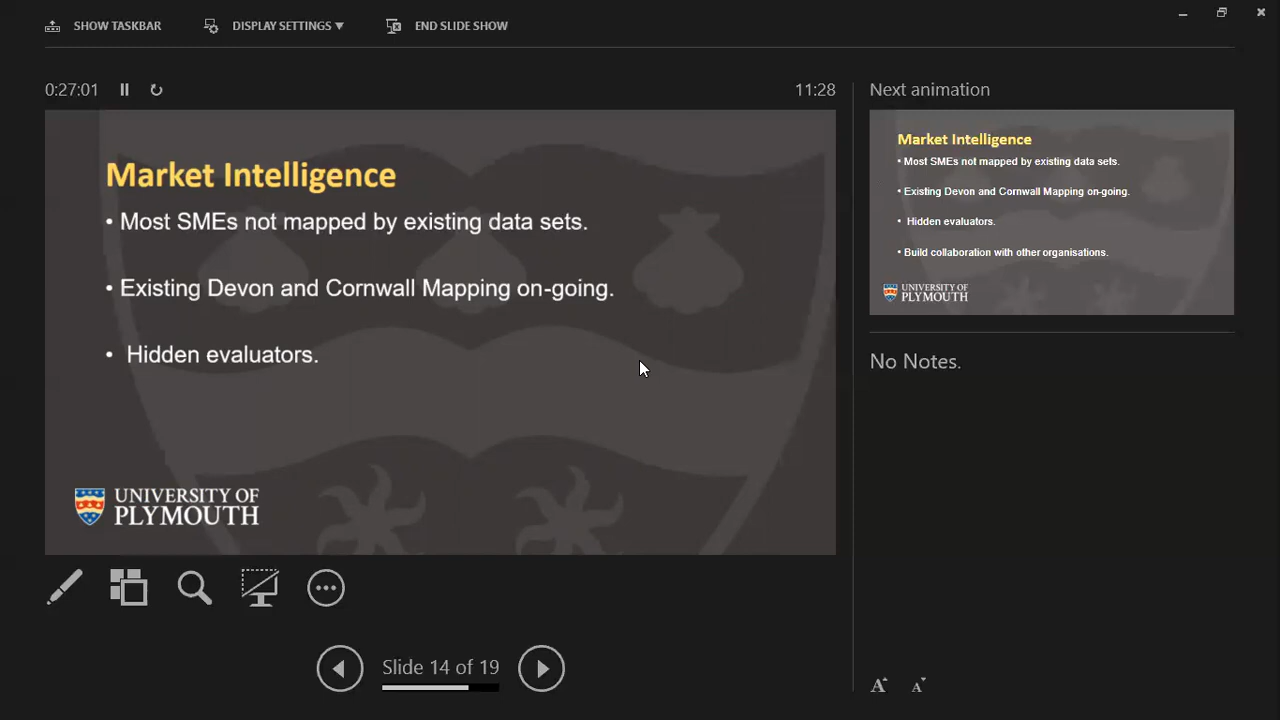 SHOW TASKBAR
DISPLAY SETTINGS ▼
END SLIDE SHOW
0:27:01
11:28
Market Intelligence
• Most SMEs not mapped by existing data sets.
• Existing Devon and Cornwall Mapping on-going.
• Hidden evaluators.
UNIVERSITY OF
PLYMOUTH
Slide 14 of 19
Next animation
Market Intelligence
• Most SMEs not mapped by existing data sets.
• Existing Devon and Cornwall Mapping on-going.
• Hidden evaluators.
• Build collaboration with other organisations.
UNIVERSITY OF
PLYMOUTH
No Notes.
A A